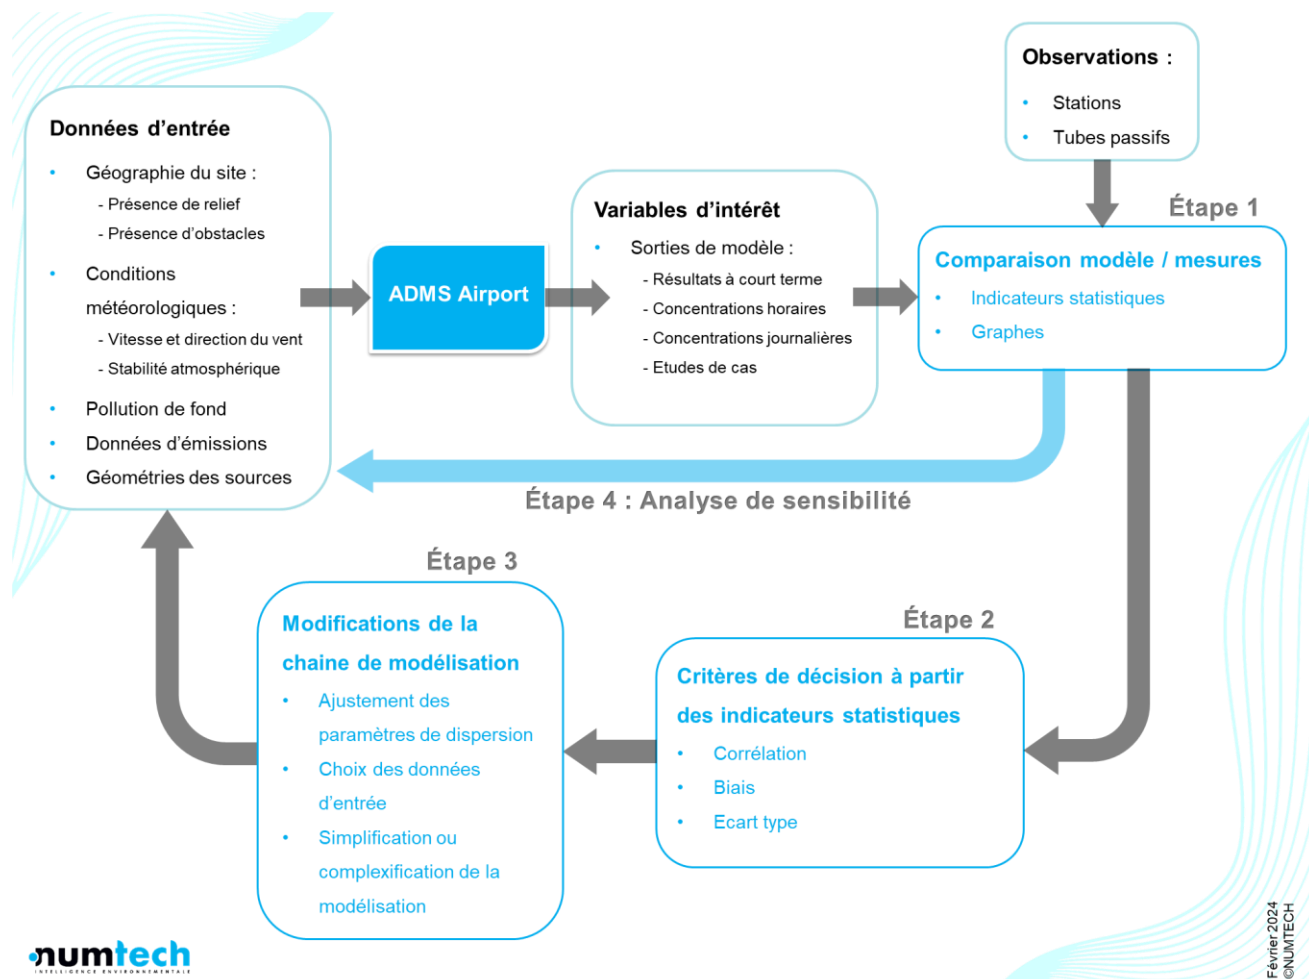 Observations :
• Stations
• Tubes passifs
Données d'entrée
• Géographie du site :
- Présence de relief
- Présence d'obstacles
• Conditions
météorologiques :
- Vitesse et direction du vent
- Stabilité atmosphérique
• Pollution de fond
• Données d'émissions
• Géométries des sources
ADMS Airport
Variables d'intérêt
• Sorties de modèle :
- Résultats à court terme
- Concentrations horaires
- Concentrations journalières
- Etudes de cas
Étape 1
Comparaison modèle / mesures
• Indicateurs statistiques
• Graphes
Étape 4 : Analyse de sensibilité
Étape 2
Critères de décision à partir
des indicateurs statistiques
• Corrélation
• Biais
• Ecart type
Étape 3
Modifications de la
chaine de modélisation
• Ajustement des
paramètres de dispersion
• Choix des données
d'entrée
• Simplification ou
complexification de la
modélisation
numtech
INTELLIGENCE ENVIRONNEMENTALE
Février 2024
©NUMTECH